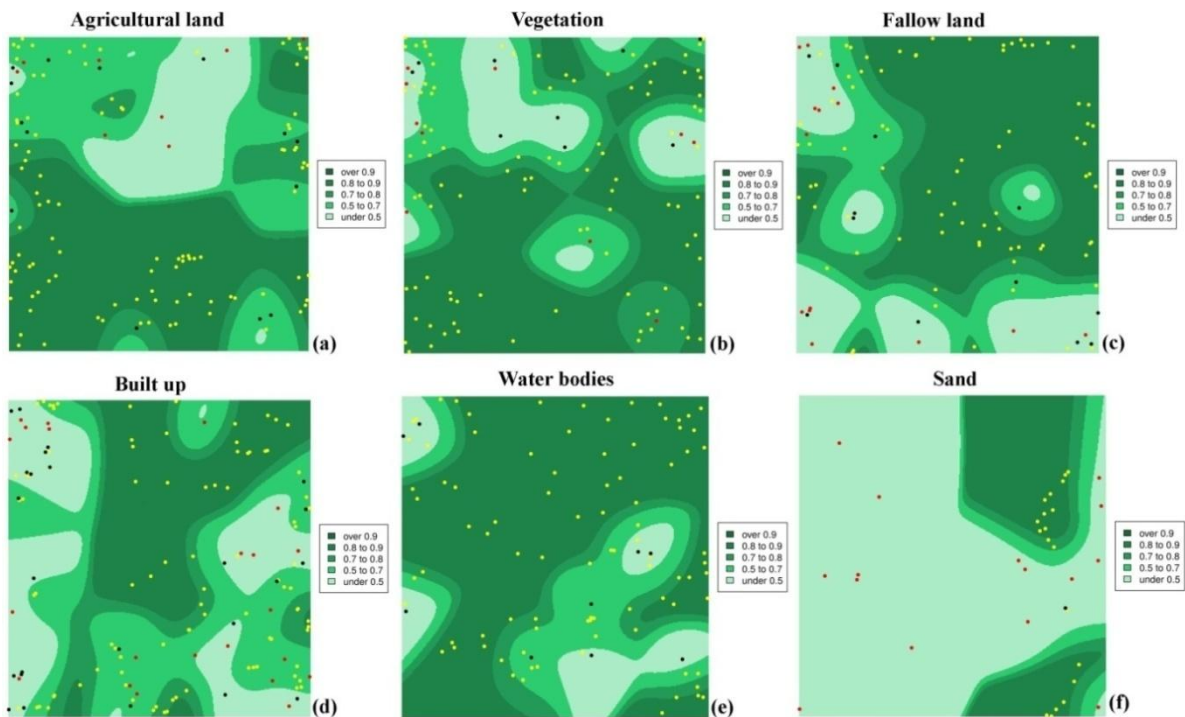 Agricultural land
over 0.9
0.8 to 0.9
0.7 to 0.8
0.5 to 0.7
under 0.5
(a)
Vegetation
over 0.9
0.8 to 0.9
0.7 to 0.8
0.5 to 0.7
under 0.5
(b)
Fallow land
over 0.9
0.8 to 0.9
0.7 to 0.8
0.5 to 0.7
under 0.5
(c)
Built up
over 0.9
0.8 to 0.9
0.7 to 0.8
0.5 to 0.7
under 0.5
(d)
Water bodies
over 0.9
0.8 to 0.9
0.7 to 0.8
0.5 to 0.7
under 0.5
(e)
Sand
over 0.9
0.8 to 0.9
0.7 to 0.8
0.5 to 0.7
under 0.5
(f)